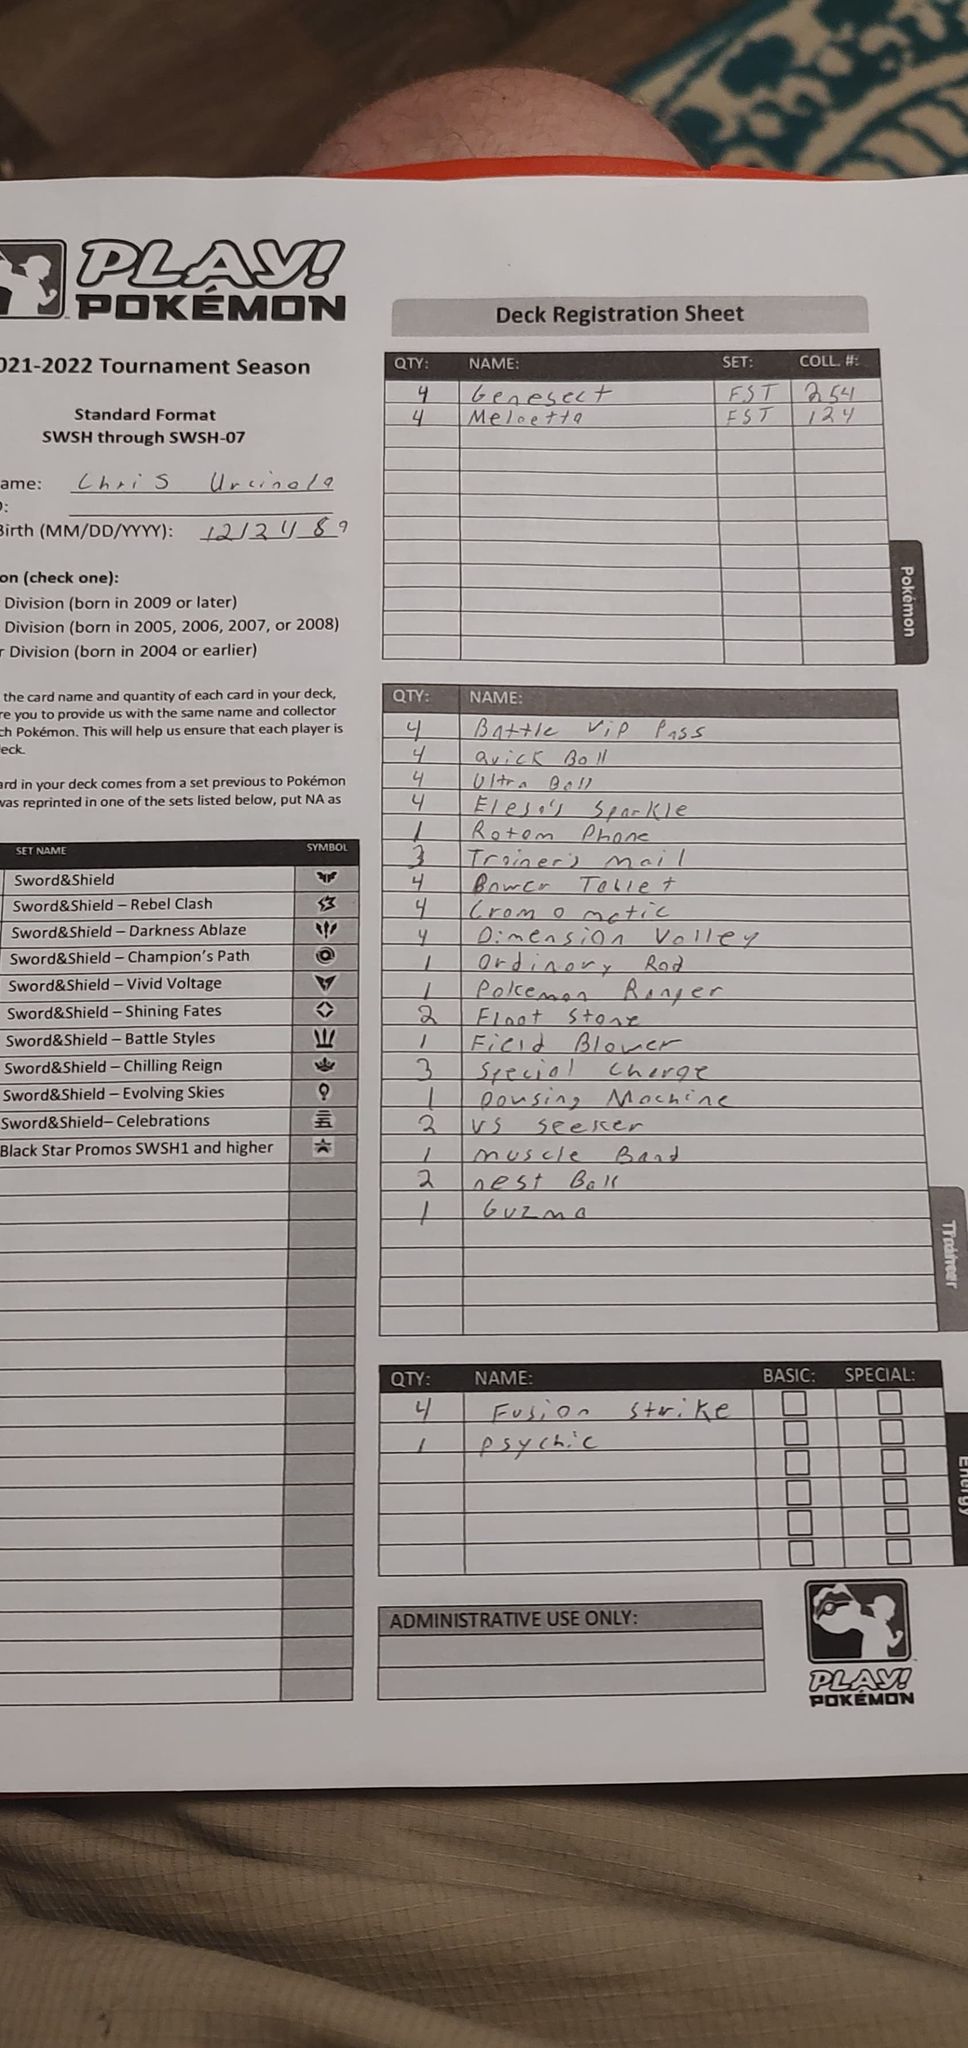 PLAY!
POKÉMON
Deck Registration Sheet
021-2022 Tournament Season
Standard Format
SWSH through SWSH-07
ame: Chris Urcinola
D:
Birth (MM/DD/YYYY): 12/24 89
on (check one):
Division (born in 2009 or later)
Division (born in 2005, 2006, 2007, or 2008)
r Division (born in 2004 or earlier)
the card name and quantity of each card in your deck,
re you to provide us with the same name and collector
ch Pokémon. This will help us ensure that each player is
eck.
ard in your deck comes from a set previous to Pokémon
was reprinted in one of the sets listed below, put NA as
SET NAME SYMBOL
Sword&Shield
Sword&Shield – Rebel Clash
Sword&Shield – Darkness Ablaze
Sword&Shield – Champion's Path
Sword&Shield – Vivid Voltage
Sword&Shield – Shining Fates
Sword&Shield – Battle Styles
Sword&Shield – Chilling Reign
Sword&Shield – Evolving Skies
Sword&Shield– Celebrations
Black Star Promos SWSH1 and higher
QTY: NAME: SET: COLL. #:
4 Genesect FST 254
4 Meloetta FST 124
Pokémon
QTY: NAME:
4 Battle VIP Pass
4 Quick Ball
4 Ultra Ball
4 Elesa's Sparkle
1 Rotom Phone
3 Trainer's Mail
4 Power Tablet
4 Crom o matic
4 Dimension Valley
1 Ordinary Rod
1 Pokemon Ranger
2 Float Stone
1 Field Blower
3 Special Charge
1 Dousing Machine
2 VS Seeker
1 Muscle Band
2 nest Ball
1 Guzma
Trainer
QTY: NAME: BASIC: SPECIAL:
4 Fusion Strike
1 Psychic
Energy
ADMINISTRATIVE USE ONLY:
PLAY!
POKÉMON